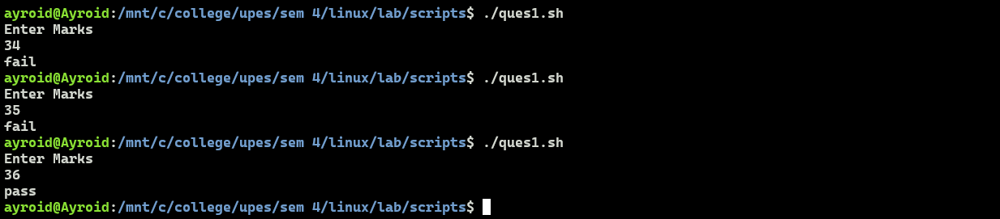 ayroid@Ayroid:/mnt/c/college/upes/sem 4/linux/lab/scripts$ ./ques1.sh
Enter Marks
34
fail
ayroid@Ayroid:/mnt/c/college/upes/sem 4/linux/lab/scripts$ ./ques1.sh
Enter Marks
35
fail
ayroid@Ayroid:/mnt/c/college/upes/sem 4/linux/lab/scripts$ ./ques1.sh
Enter Marks
36
pass
ayroid@Ayroid:/mnt/c/college/upes/sem 4/linux/lab/scripts$